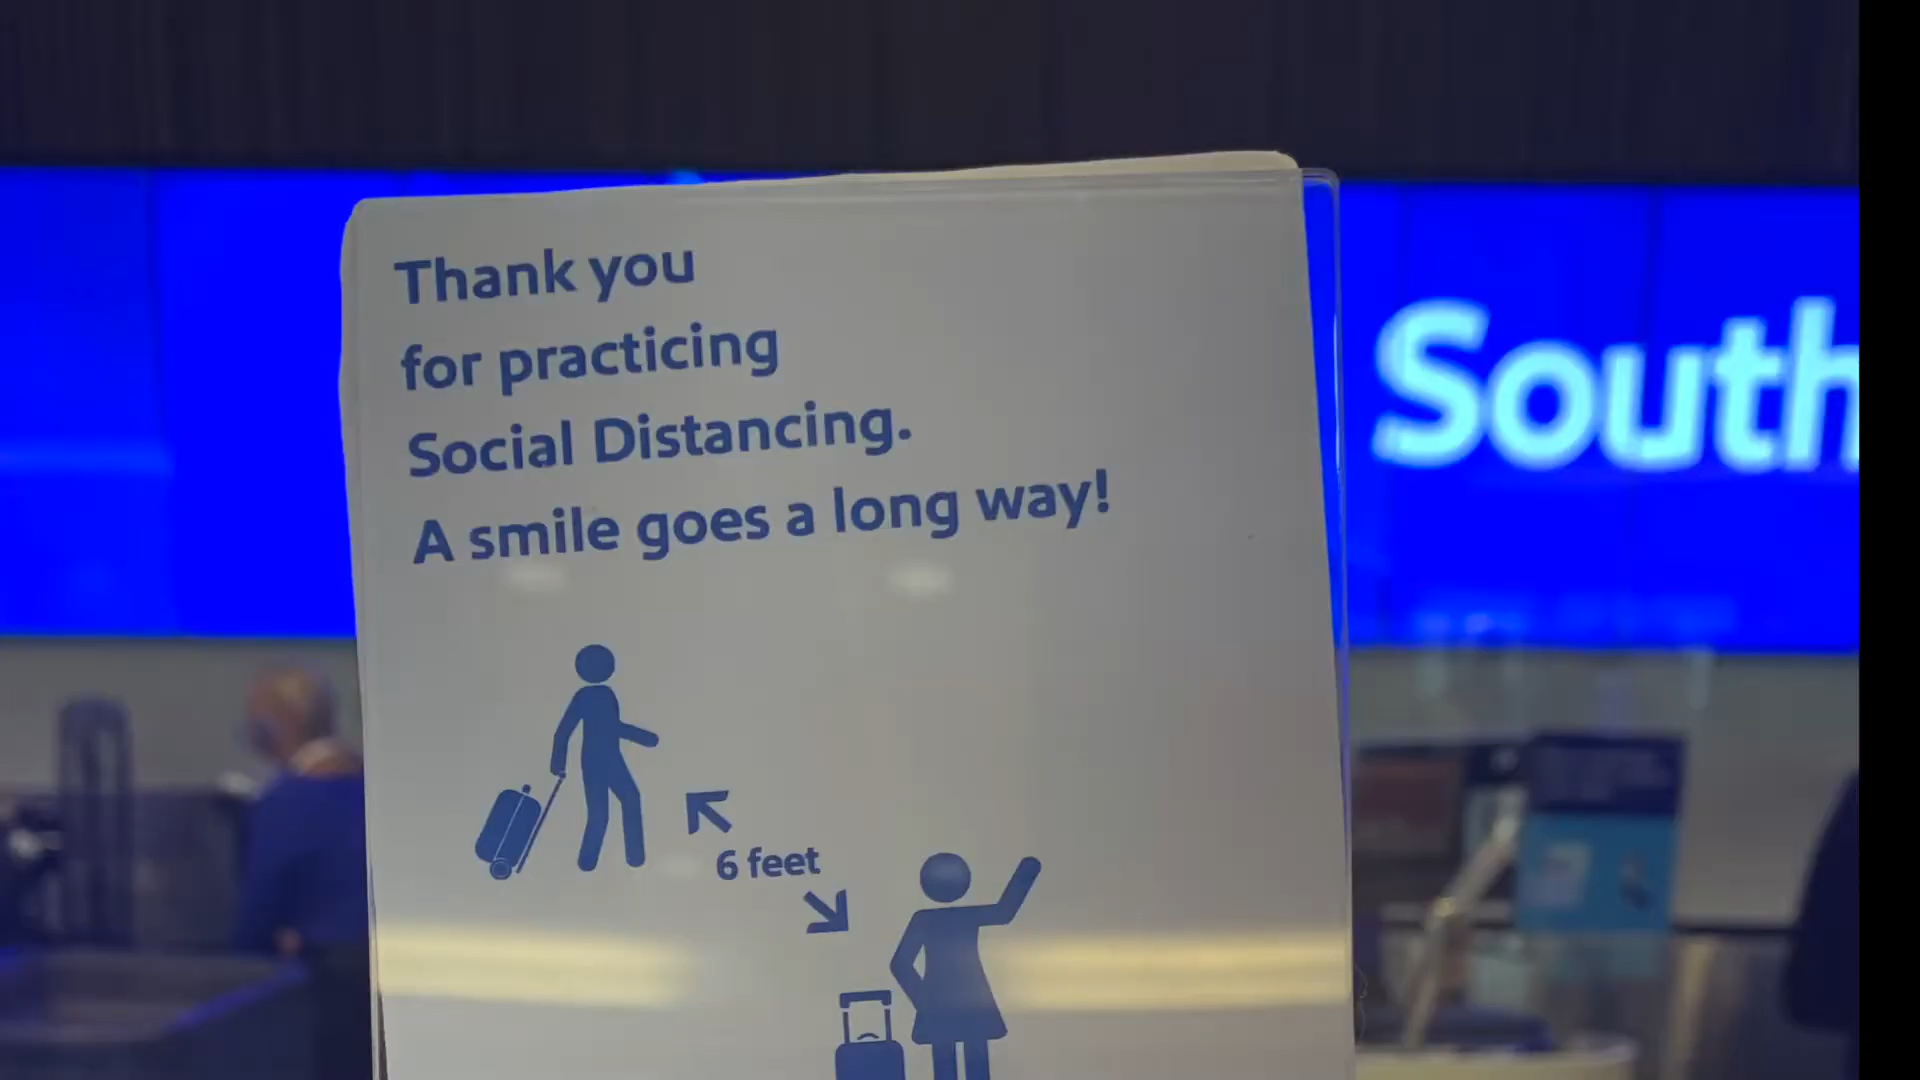 Thank you
for practicing
Social Distancing.
A smile goes a long way!
South
6 feet